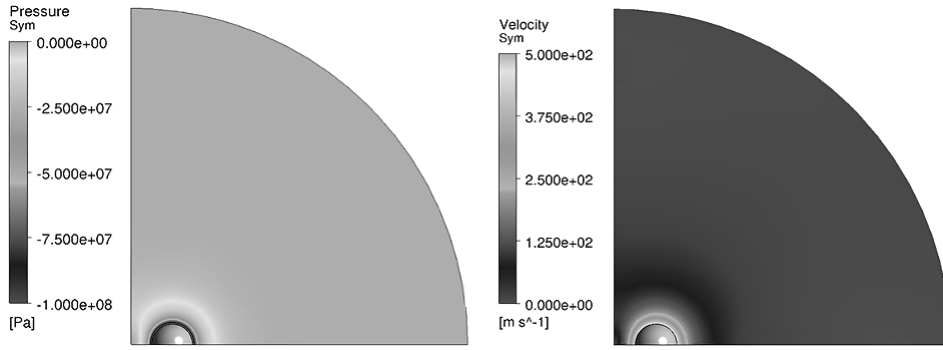 Pressure
Sym
0.000e+00
-2.500e+07
-5.000e+07
-7.500e+07
-1.000e+08
[Pa]
Velocity
Sym
5.000e+02
3.750e+02
2.500e+02
1.250e+02
0.000e+00
[m s^-1]